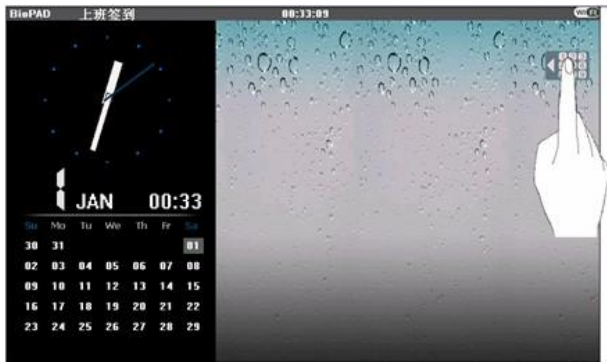 BioPAD 上班签到 00:33:09
1 JAN 00:33
Su Mo Tu We Th Fr Sa
30 31 01
02 03 04 05 06 07 08
09 10 11 12 13 14 15
16 17 18 19 20 21 22
23 24 25 26 27 28 29